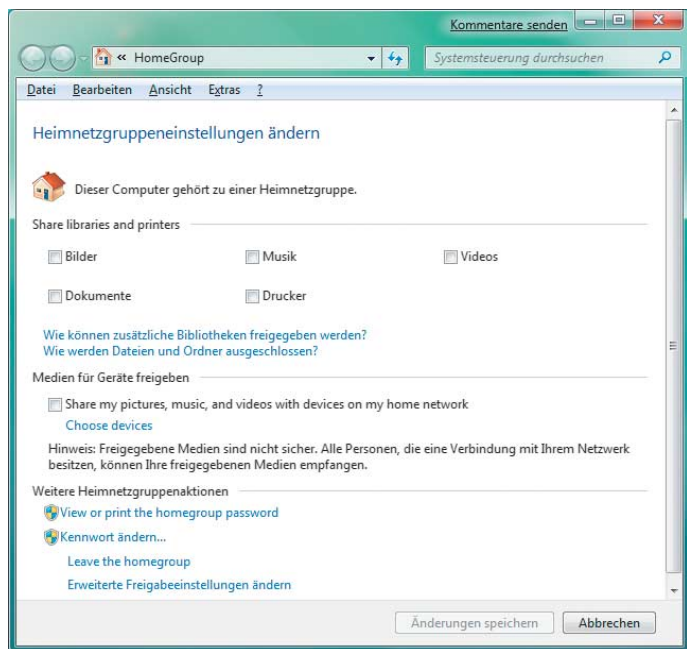 Kommentare senden
« HomeGroup
Systemsteuerung durchsuchen
Datei Bearbeiten Ansicht Extras ?
Heimnetzgruppeneinstellungen ändern
Dieser Computer gehört zu einer Heimnetzgruppe.
Share libraries and printers
Bilder Musik Videos
Dokumente Drucker
Wie können zusätzliche Bibliotheken freigegeben werden?
Wie werden Dateien und Ordner ausgeschlossen?
Medien für Geräte freigeben
Share my pictures, music, and videos with devices on my home network
Choose devices
Hinweis: Freigegebene Medien sind nicht sicher. Alle Personen, die eine Verbindung mit Ihrem Netzwerk
besitzen, können Ihre freigegebenen Medien empfangen.
Weitere Heimnetzgruppenaktionen
View or print the homegroup password
Kennwort ändern...
Leave the homegroup
Erweiterte Freigabeeinstellungen ändern
Änderungen speichern Abbrechen